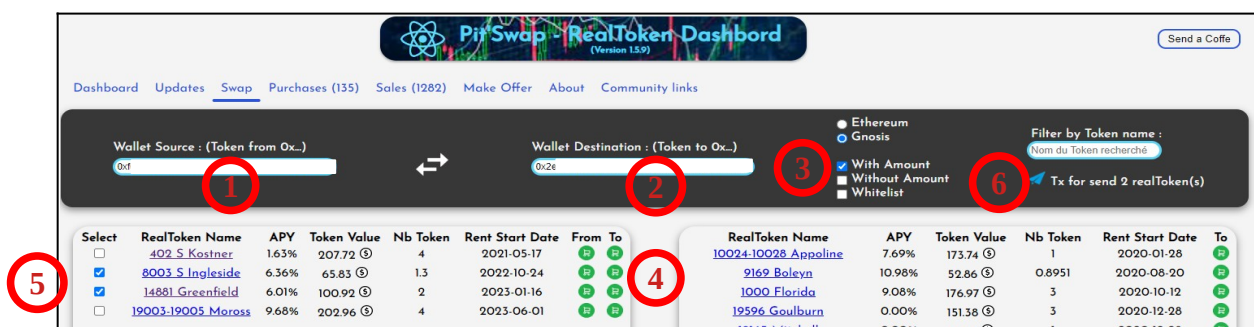 Pit'Swap - RealToken Dashbord
(Version 1.5.9)
Send a Coffe
Dashboard Updates Swap Purchases (135) Sales (1282) Make Offer About Community links
Wallet Source : (Token from 0x...)
0xf
1
Wallet Destination : (Token to 0x...)
0x2e
2
3
Ethereum
Gnosis
With Amount
Without Amount
Whitelist
Filter by Token name :
Nom du Token recherché
6
Tx for send 2 realToken(s)
5
4
Select RealToken Name APY Token Value Nb Token Rent Start Date From To
402 S Kostner 1.63% 207.72 4 2021-05-17
8003 S Ingleside 6.36% 65.83 1.3 2022-10-24
14881 Greenfield 6.01% 100.92 2 2023-01-16
19003-19005 Moross 9.68% 202.96 4 2023-06-01
RealToken Name APY Token Value Nb Token Rent Start Date To
10024-10028 Appoline 7.69% 173.74 1 2020-01-28
9169 Boleyn 10.98% 52.86 0.8951 2020-08-20
1000 Florida 9.08% 176.97 3 2020-10-12
19596 Goulburn 0.00% 151.38 3 2020-12-28